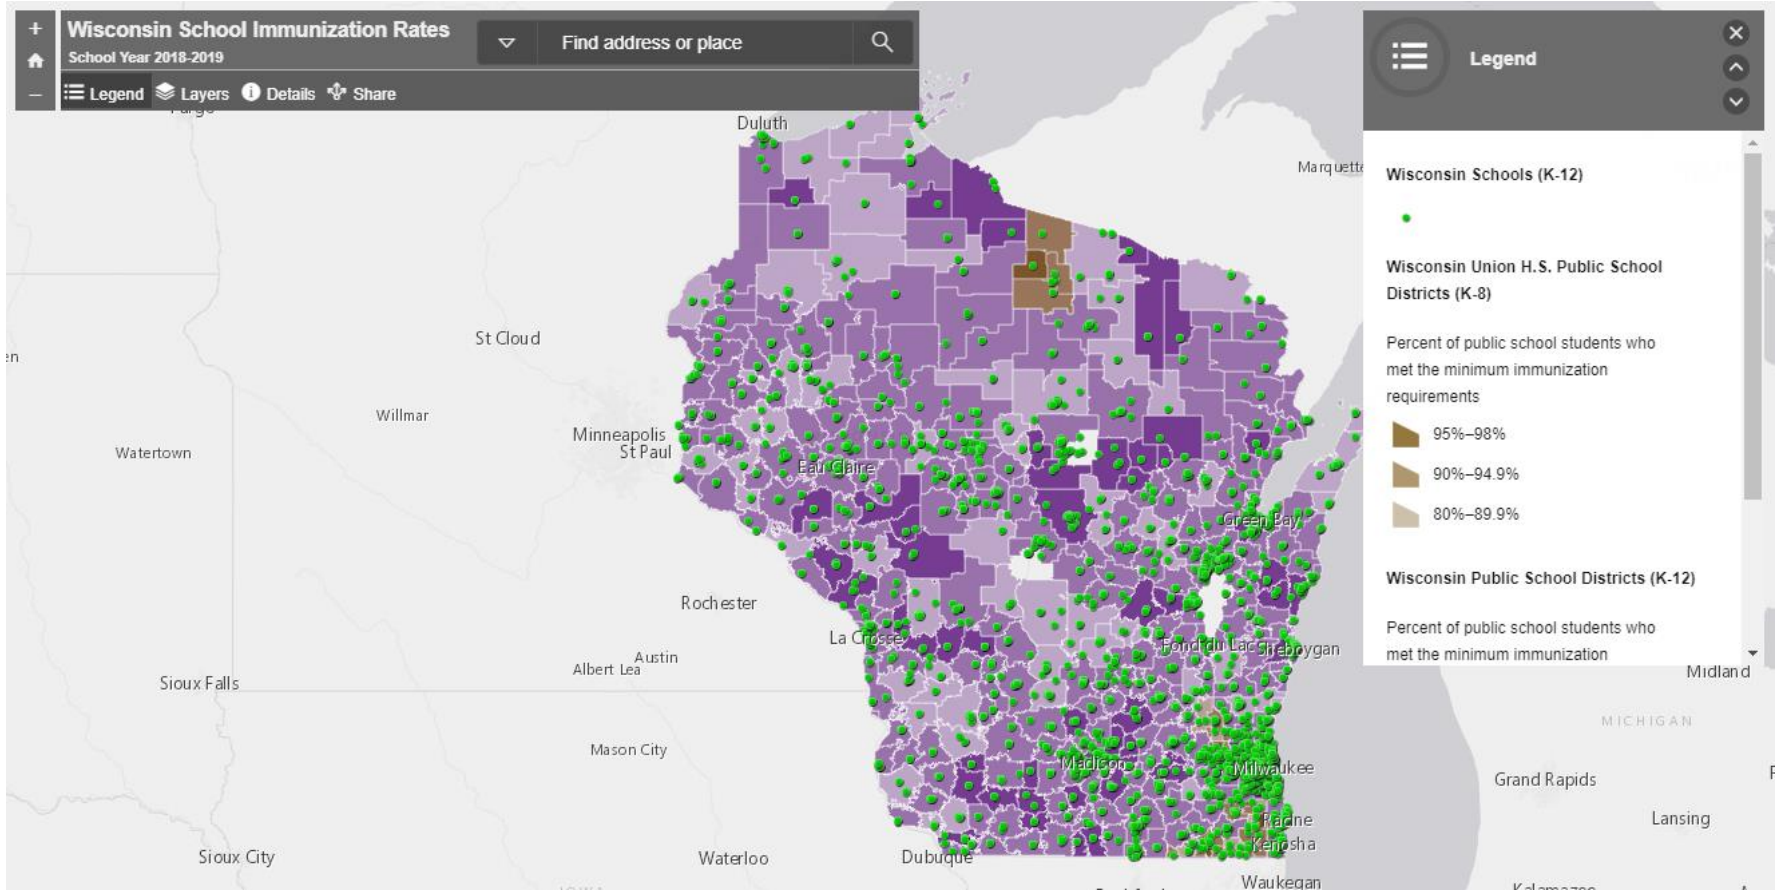 +
Wisconsin School Immunization Rates
School Year 2018-2019
Find address or place
–
Legend
Layers
Details
Share
Legend
Wisconsin Schools (K-12)
Wisconsin Union H.S. Public School
Districts (K-8)
Percent of public school students who
met the minimum immunization
requirements
95%–98%
90%–94.9%
80%–89.9%
Wisconsin Public School Districts (K-12)
Percent of public school students who
met the minimum immunization
Duluth
Marquette
St Cloud
en
Willmar
Watertown
Minneapolis
St Paul
Eau Claire
Green Bay
Rochester
La Crosse
Fond du Lac
Sheboygan
Austin
Albert Lea
Sioux Falls
Midland
MICHIGAN
Mason City
Madison
Milwaukee
Grand Rapids
Racine
Lansing
Kenosha
Sioux City
Waterloo
Dubuque
Waukegan
IOWA
Kalamazoo